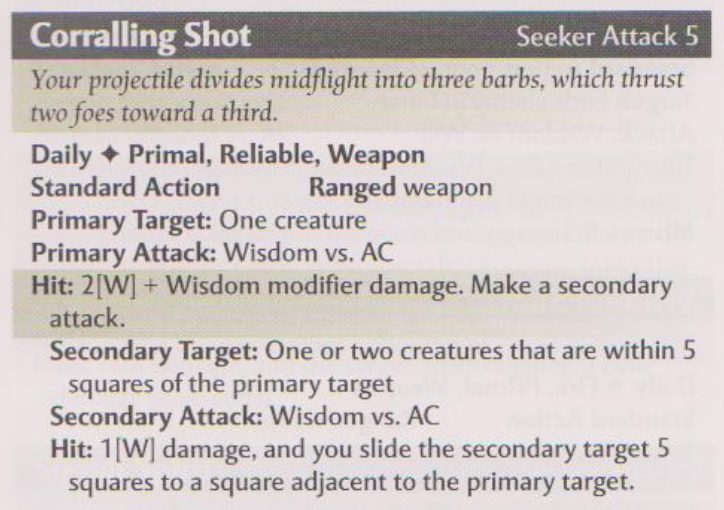 Corralling Shot Seeker Attack 5
Your projectile divides midflight into three barbs, which thrust
two foes toward a third.
Daily ✦ Primal, Reliable, Weapon
Standard Action Ranged weapon
Primary Target: One creature
Primary Attack: Wisdom vs. AC
Hit: 2[W] + Wisdom modifier damage. Make a secondary
attack.
Secondary Target: One or two creatures that are within 5
squares of the primary target
Secondary Attack: Wisdom vs. AC
Hit: 1[W] damage, and you slide the secondary target 5
squares to a square adjacent to the primary target.